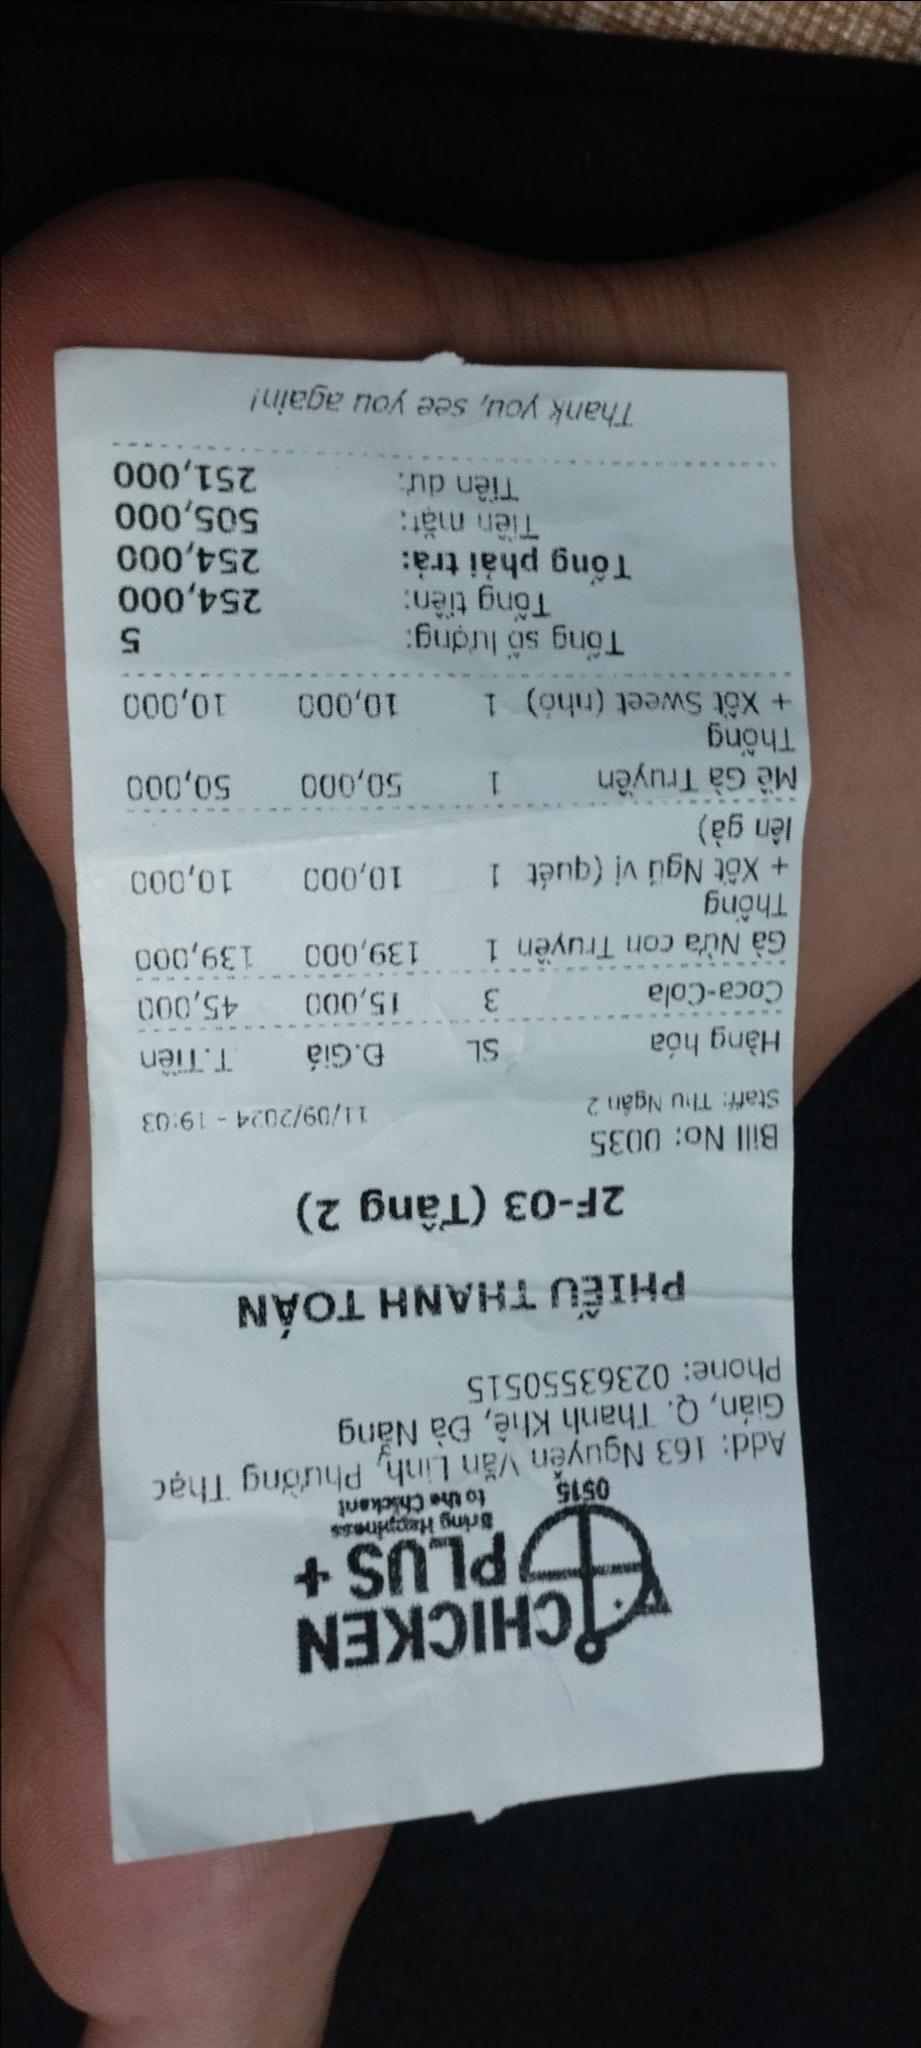 CHICKEN
PLUS +
Bring Happiness
to the Chickent
0515
Add: 163 Nguyễn Văn Linh, Phường Thạc
Gián, Q. Thanh Khê, Đà Nẵng
Phone: 02363550515
PHIẾU THANH TOÁN
2F-03 (Tầng 2)
Bill No: 0035
Staff: Thu Ngân 2 11/09/2024 - 19:03
Hàng hóa SL Đ.Giá T.Tiền
Coca-Cola 3 15,000 45,000
Gà Nửa con Truyền 1 139,000 139,000
Thống
+ Xốt Ngũ vị (quét 1 10,000 10,000
lên gà)
Mề Gà Truyền 1 50,000 50,000
Thống
+ Xốt Sweet (nhỏ) 1 10,000 10,000
Tổng số lượng: 5
Tổng tiền: 254,000
Tổng phải trả: 254,000
Tiền mặt: 505,000
Tiền dư: 251,000
Thank you, see you again!